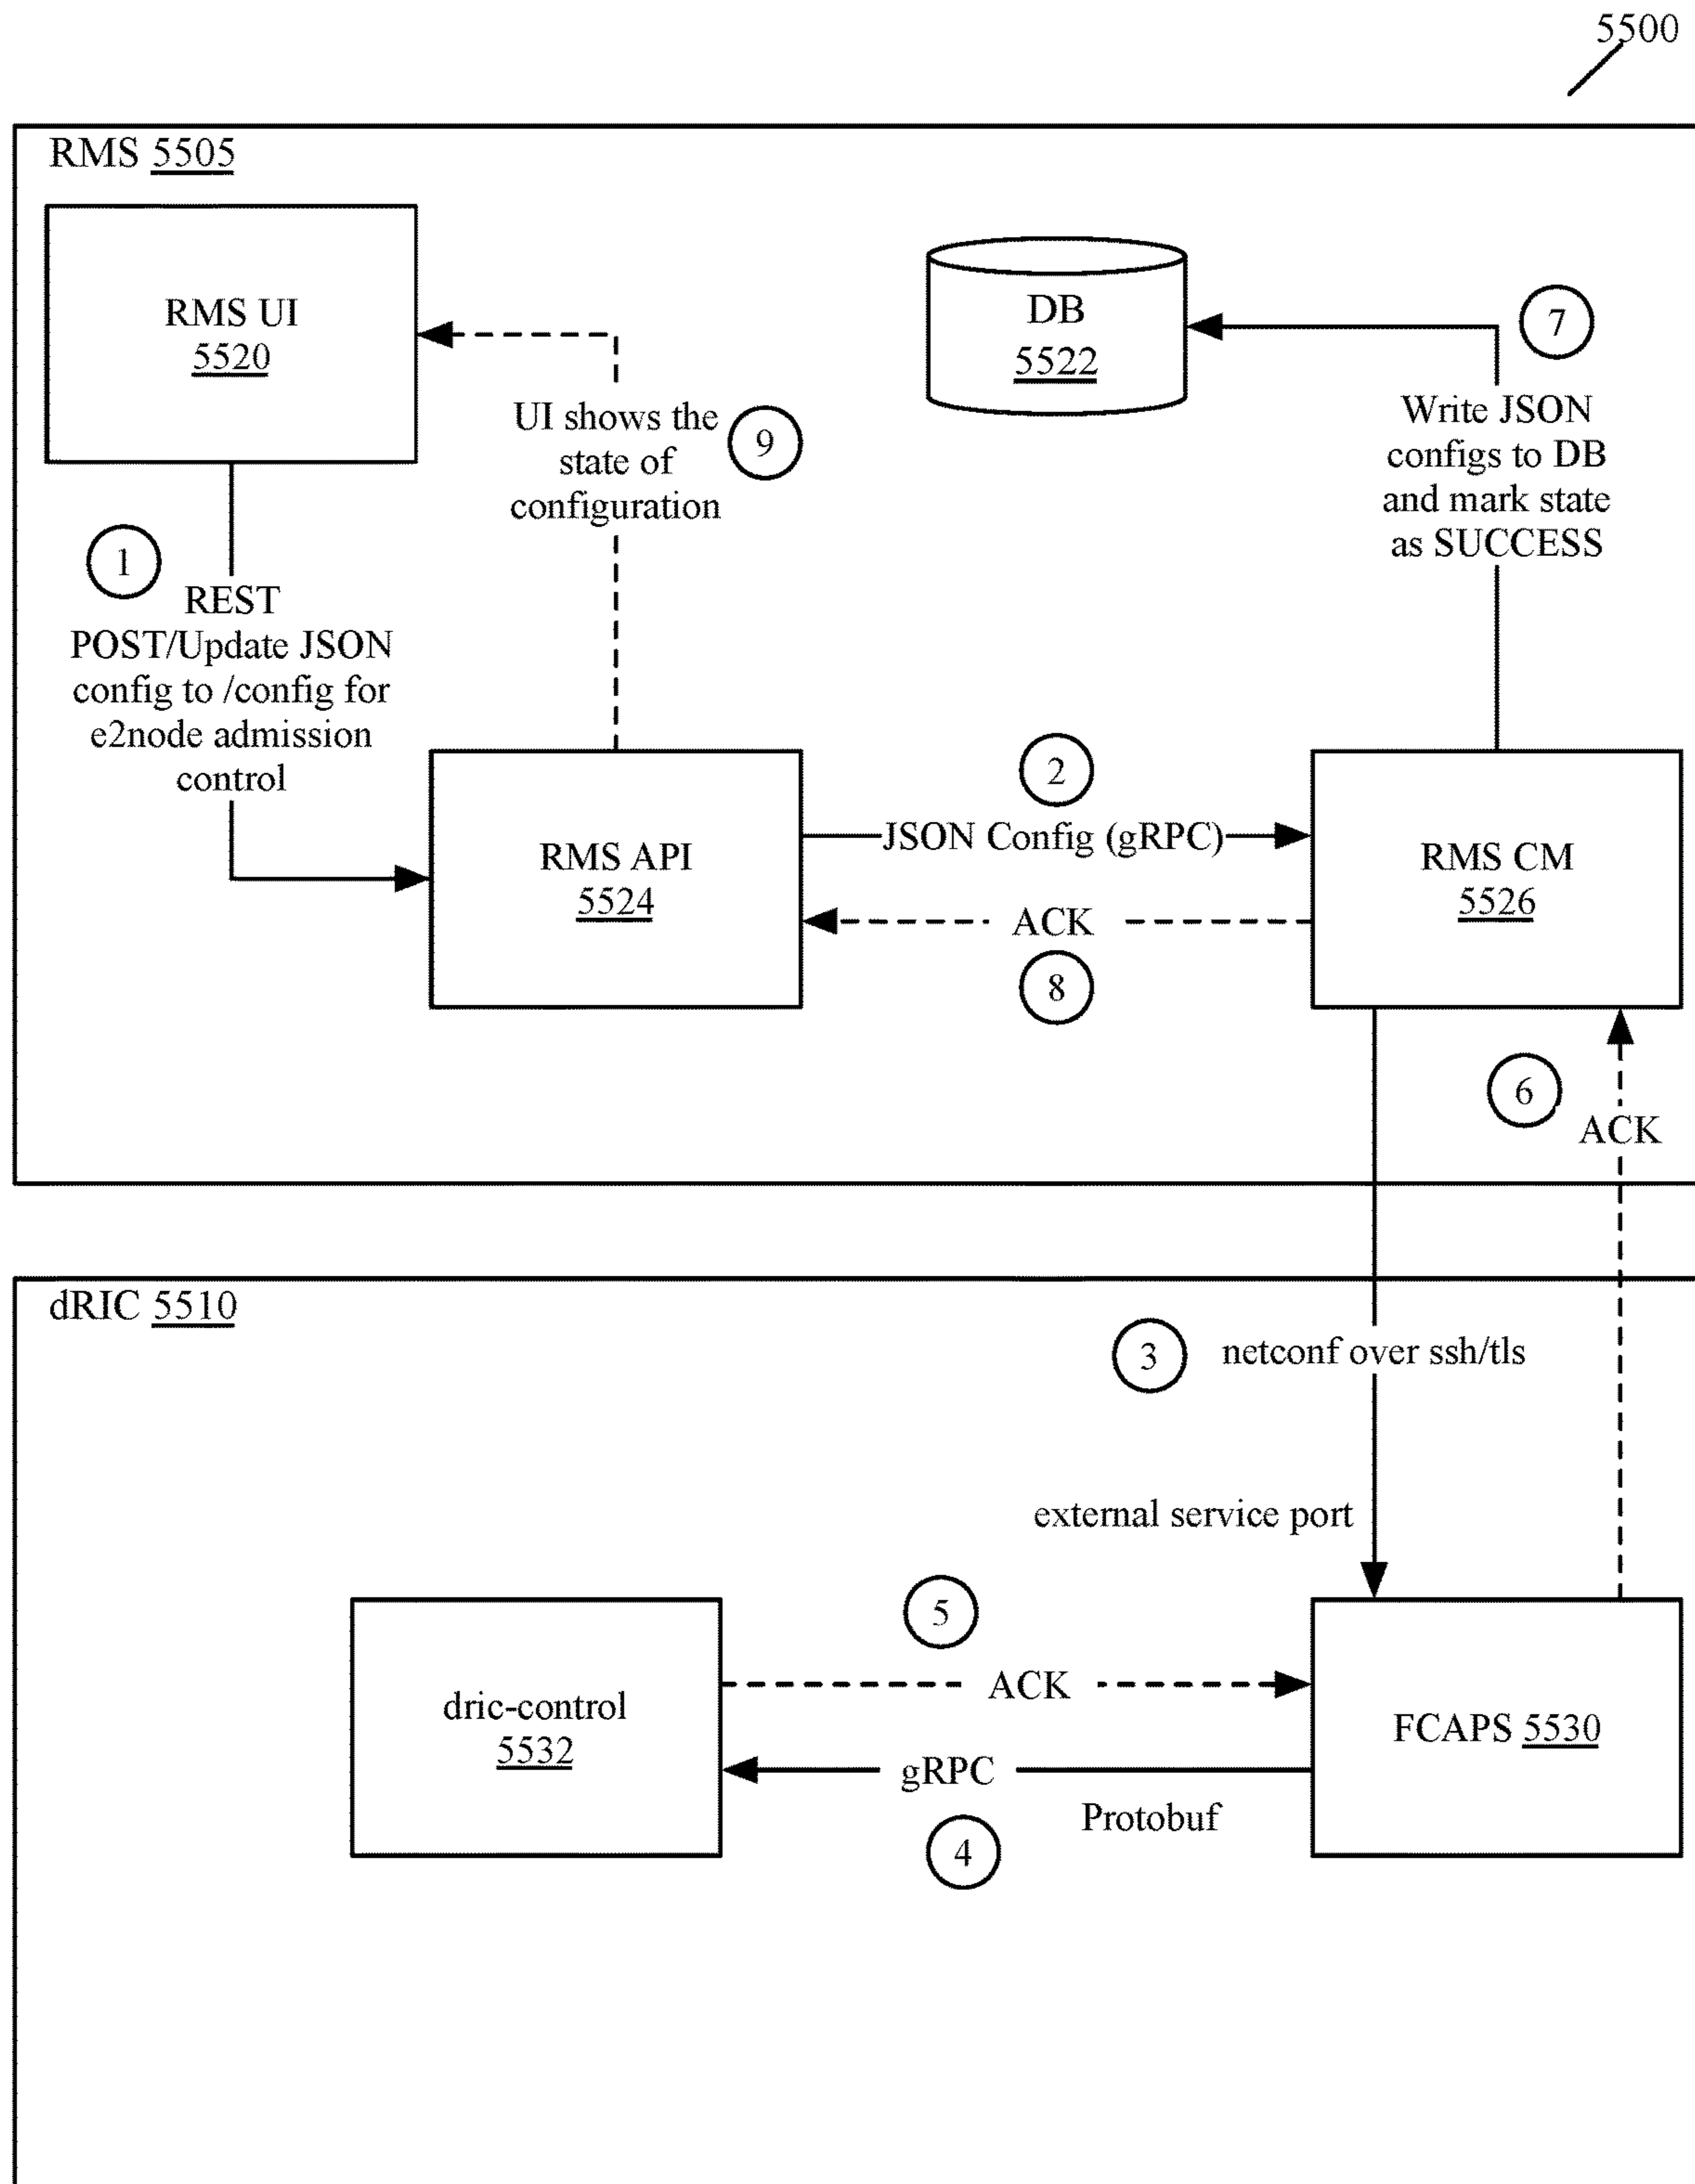 5500
RMS 5505
RMS UI
5520
DB
5522
7
Write JSON
configs to DB
and mark state
as SUCCESS
UI shows the
state of
configuration
9
1
REST
POST/Update JSON
config to /config for
e2node admission
control
2
JSON Config (gRPC)
RMS API
5524
RMS CM
5526
ACK
8
6
ACK
dRIC 5510
3
netconf over ssh/tls
external service port
5
ACK
dric-control
5532
FCAPS 5530
gRPC
Protobuf
4